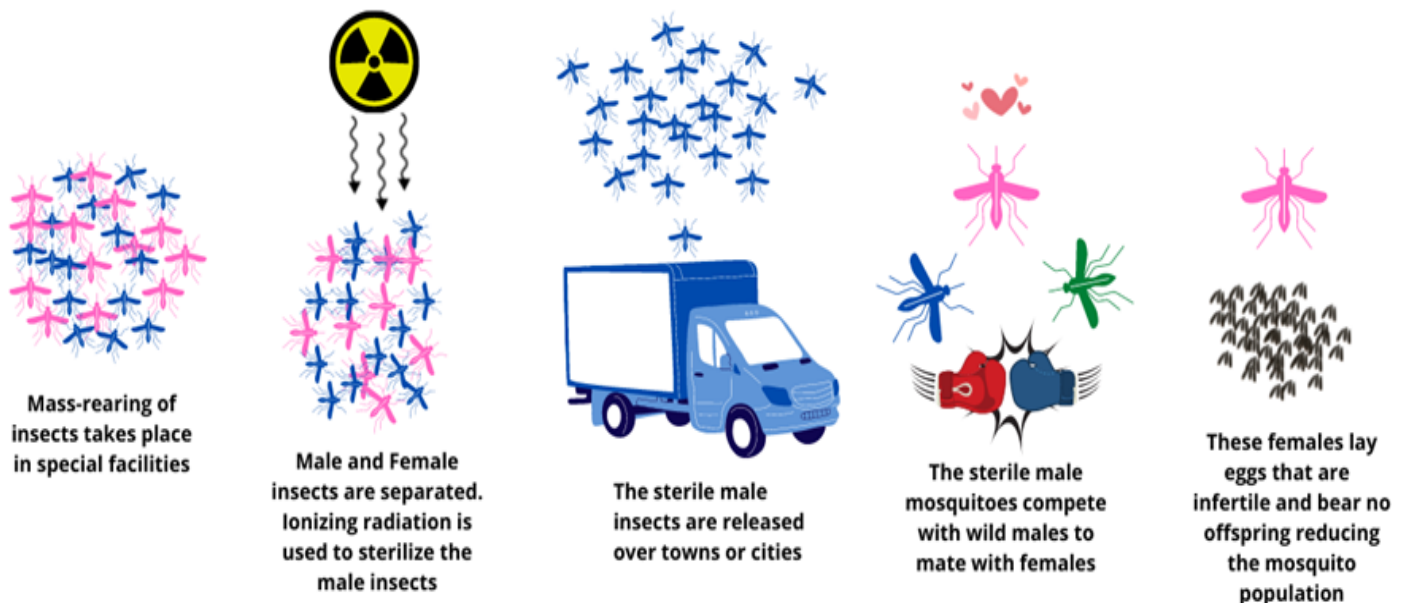 Mass-rearing of
insects takes place
in special facilities
Male and Female
insects are separated.
Ionizing radiation is
used to sterilize the
male insects
The sterile male
insects are released
over towns or cities
The sterile male
mosquitoes compete
with wild males to
mate with females
These females lay
eggs that are
infertile and bear no
offspring reducing
the mosquito
population